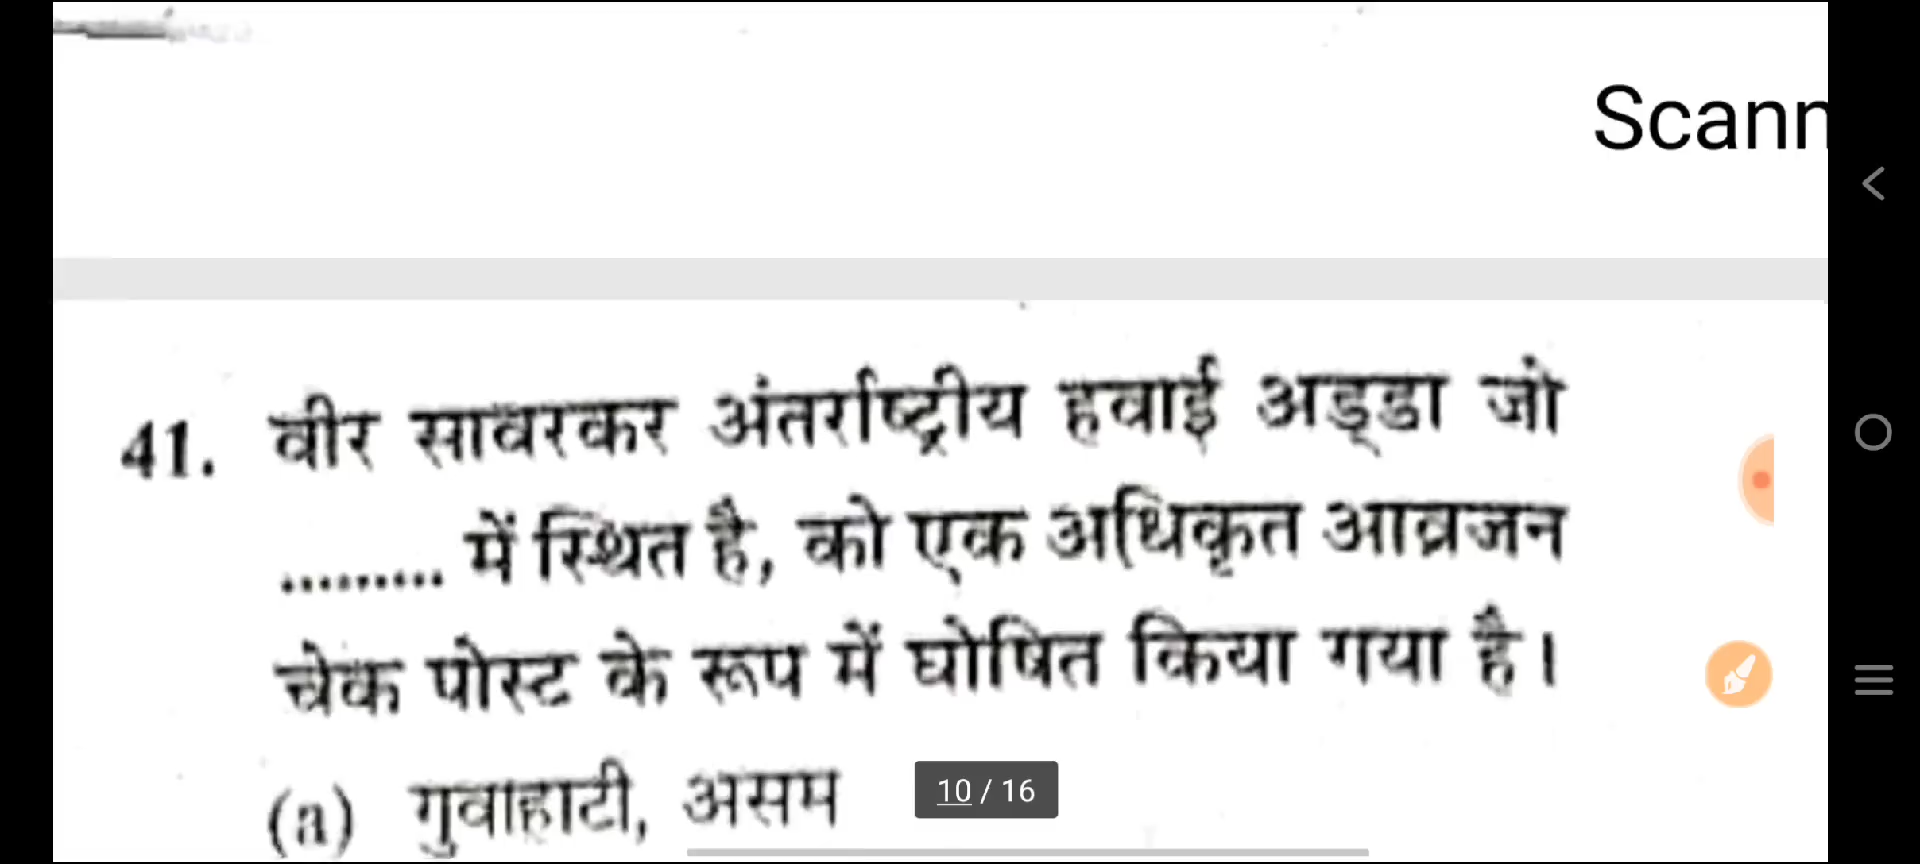 Scann
41. वीर सावरकर अंतर्राष्ट्रीय हवाई अड्डा जो
......... में स्थित है, को एक अधिकृत आव्रजन
चेक पोस्ट के रूप में घोषित किया गया है।
(a) गुवाहाटी, असम
10 / 16